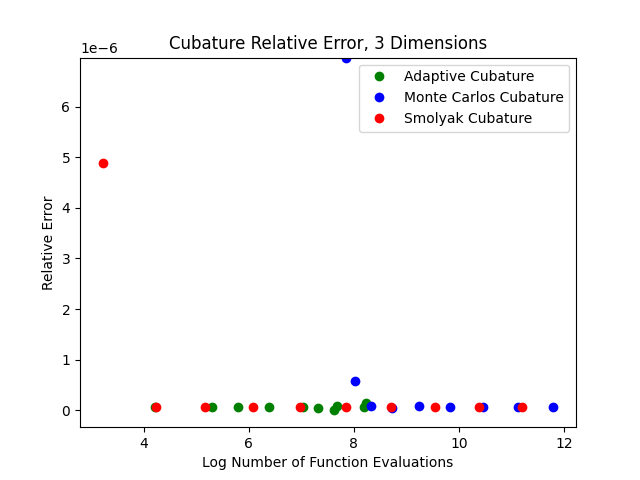 Cubature Relative Error, 3 Dimensions
1e−6
Adaptive Cubature
Monte Carlos Cubature
Smolyak Cubature
6
5
4
3
2
1
0
Relative Error
4 6 8 10 12
Log Number of Function Evaluations